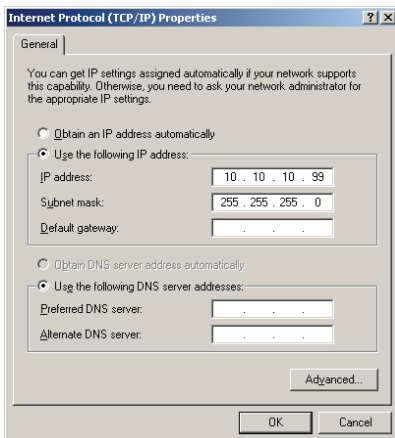 Internet Protocol (TCP/IP) Properties
General
You can get IP settings assigned automatically if your network supports
this capability. Otherwise, you need to ask your network administrator for
the appropriate IP settings.
Obtain an IP address automatically
Use the following IP address:
IP address: 10 . 10 . 10 . 99
Subnet mask: 255 . 255 . 255 . 0
Default gateway: . . .
Obtain DNS server address automatically
Use the following DNS server addresses:
Preferred DNS server: . . .
Alternate DNS server: . . .
Advanced...
OK Cancel